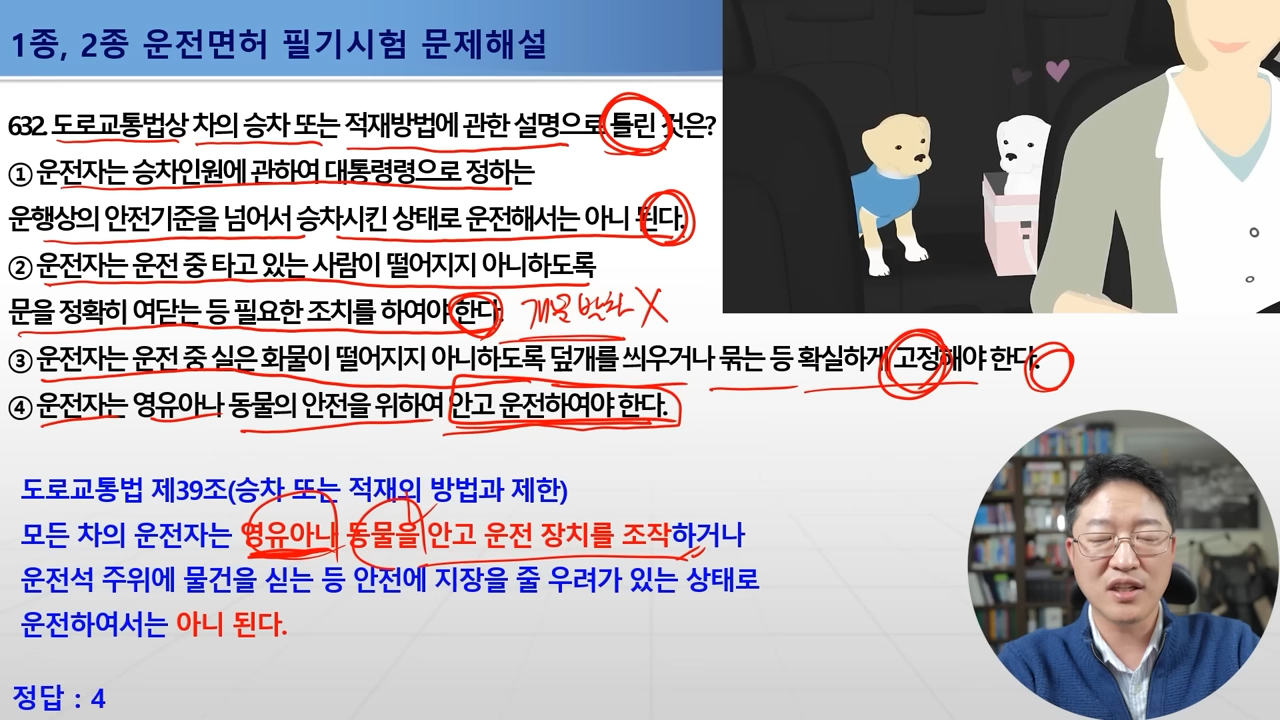 1종, 2종 운전면허 필기시험 문제해설
632. 도로교통법상 차의 승차 또는 적재방법에 관한 설명으로 틀린 것은?
① 운전자는 승차인원에 관하여 대통령령으로 정하는
운행상의 안전기준을 넘어서 승차시킨 상태로 운전해서는 아니 된다.
② 운전자는 운전 중 타고 있는 사람이 떨어지지 아니하도록
문을 정확히 여닫는 등 필요한 조치를 하여야 한다.
③ 운전자는 운전 중 실은 화물이 떨어지지 아니하도록 덮개를 씌우거나 묶는 등 확실하게 고정해야 한다.
④ 운전자는 영유아나 동물의 안전을 위하여 안고 운전하여야 한다.
도로교통법 제39조(승차 또는 적재의 방법과 제한)
모든 차의 운전자는 영유아나 동물을 안고 운전 장치를 조작하거나
운전석 주위에 물건을 싣는 등 안전에 지장을 줄 우려가 있는 상태로
운전하여서는 아니 된다.
정답 : 4